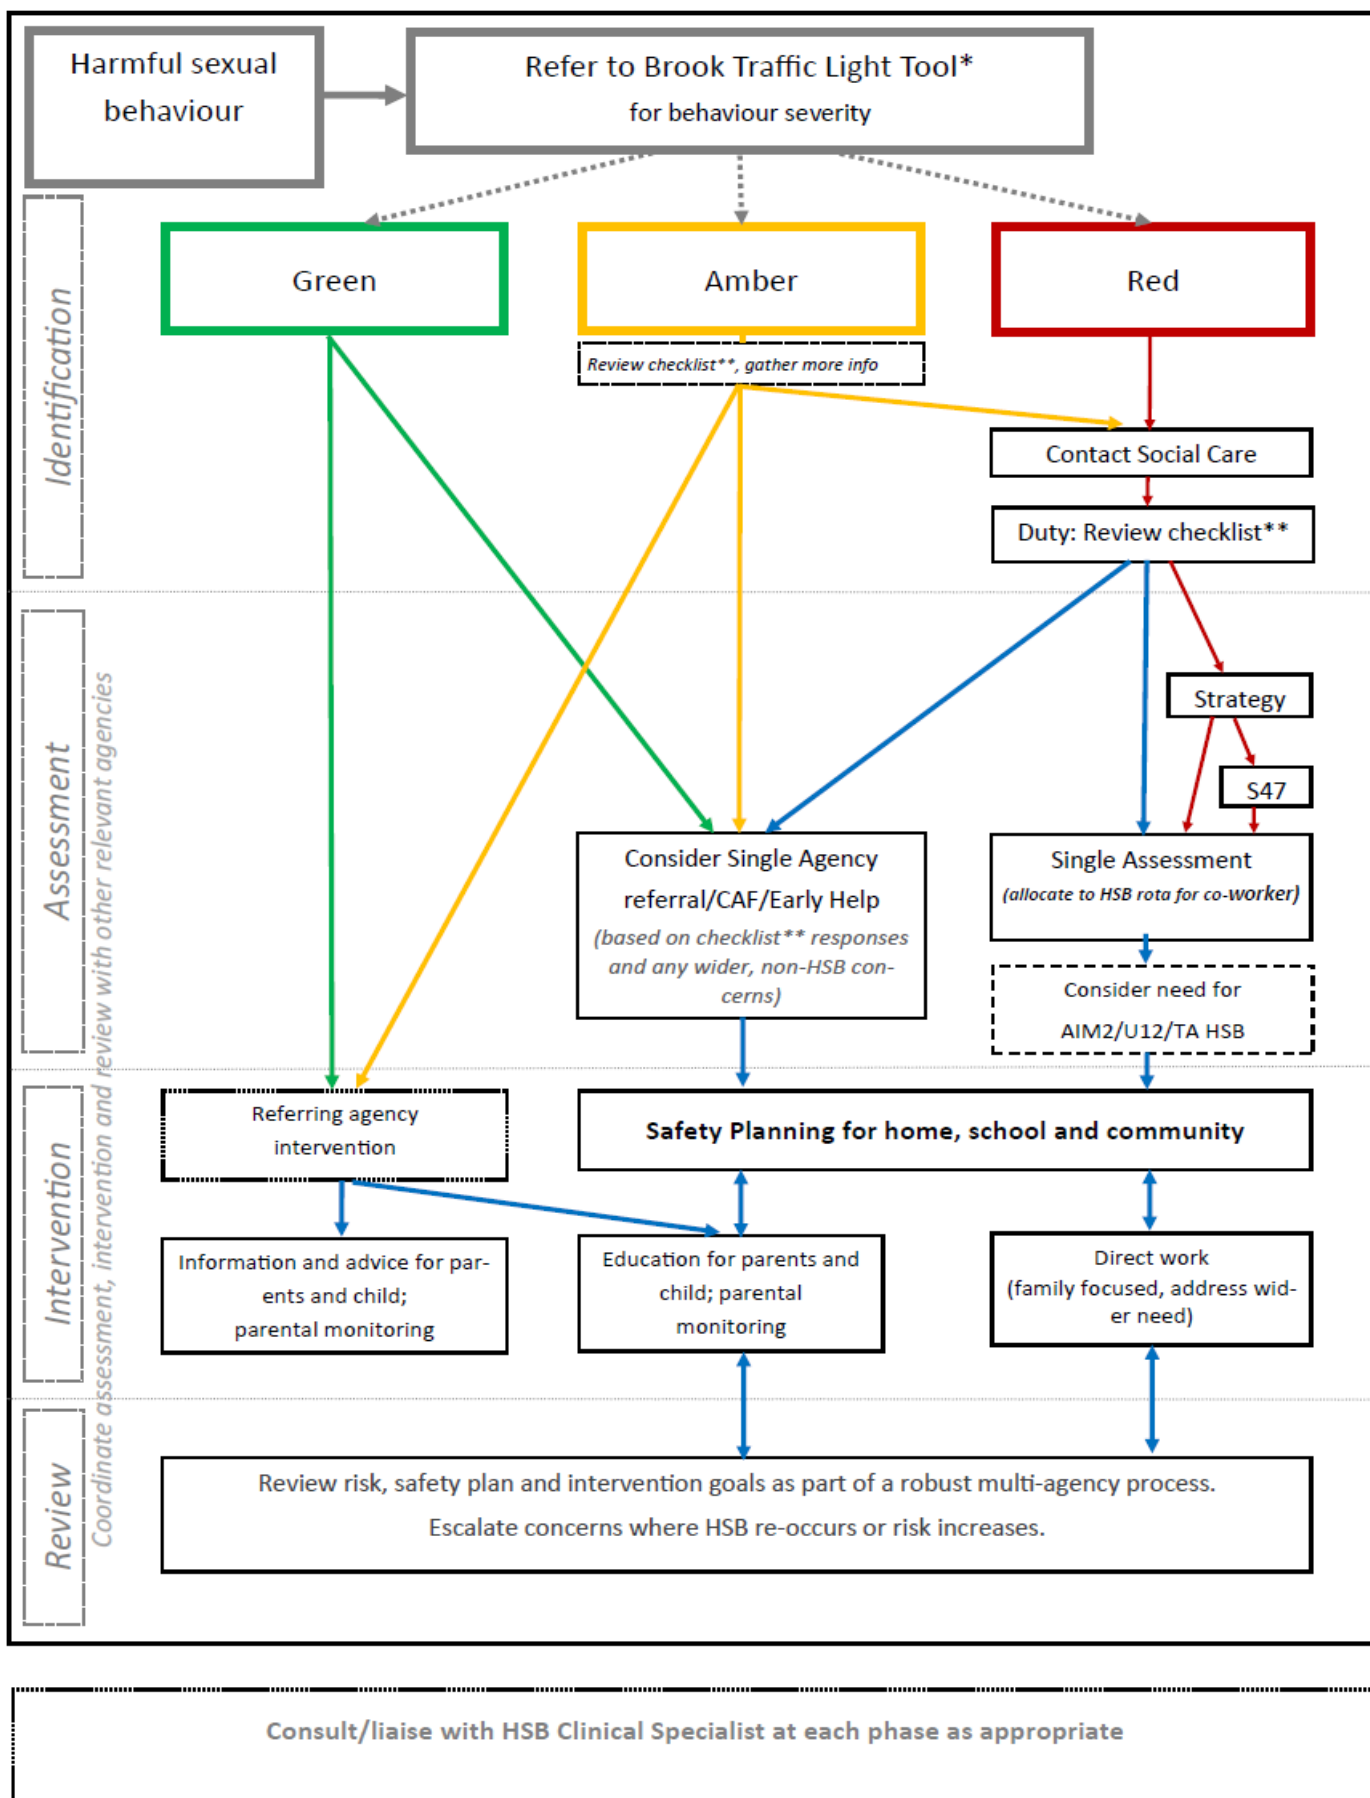 Harmful sexual
behaviour
Refer to Brook Traffic Light Tool*
for behaviour severity
Identification
Green
Amber
Red
Review checklist**, gather more info
Contact Social Care
Duty: Review checklist**
Assessment
Coordinate assessment, intervention and review with other relevant agencies
Strategy
S47
Consider Single Agency
referral/CAF/Early Help
(based on checklist** responses
and any wider, non-HSB con-
cerns)
Single Assessment
(allocate to HSB rota for co-worker)
Consider need for
AIM2/U12/TA HSB
Intervention
Referring agency
intervention
Safety Planning for home, school and community
Information and advice for par-
ents and child;
parental monitoring
Education for parents and
child; parental
monitoring
Direct work
(family focused, address wid-
er need)
Review
Review risk, safety plan and intervention goals as part of a robust multi-agency process.
Escalate concerns where HSB re-occurs or risk increases.
Consult/liaise with HSB Clinical Specialist at each phase as appropriate